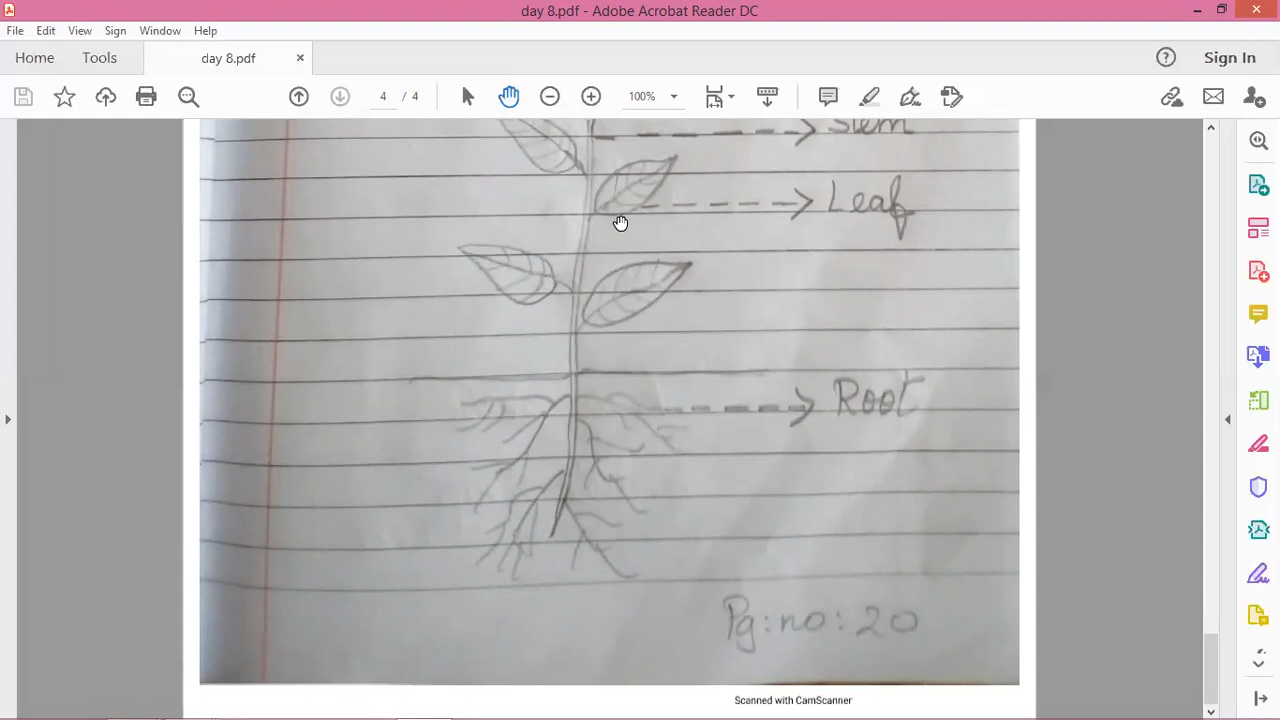 day 8.pdf - Adobe Acrobat Reader DC
File Edit View Sign Window Help
Home Tools day 8.pdf × Sign In
4 / 4 100%
Stem
Leaf
Root
Pg:no:20
Scanned with CamScanner